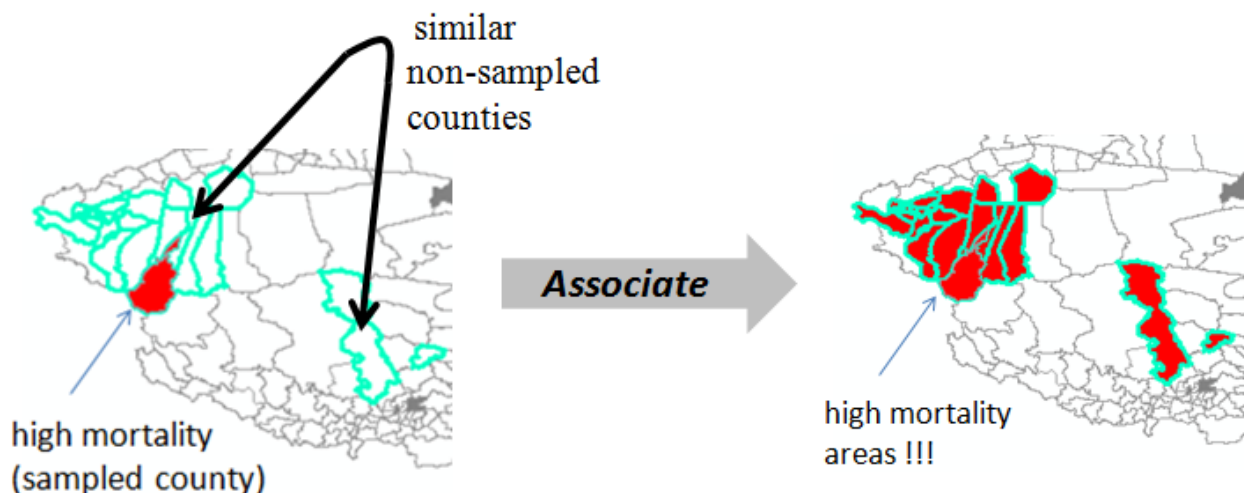 similar
non-sampled
counties
high mortality
(sampled county)
Associate
high mortality
areas !!!